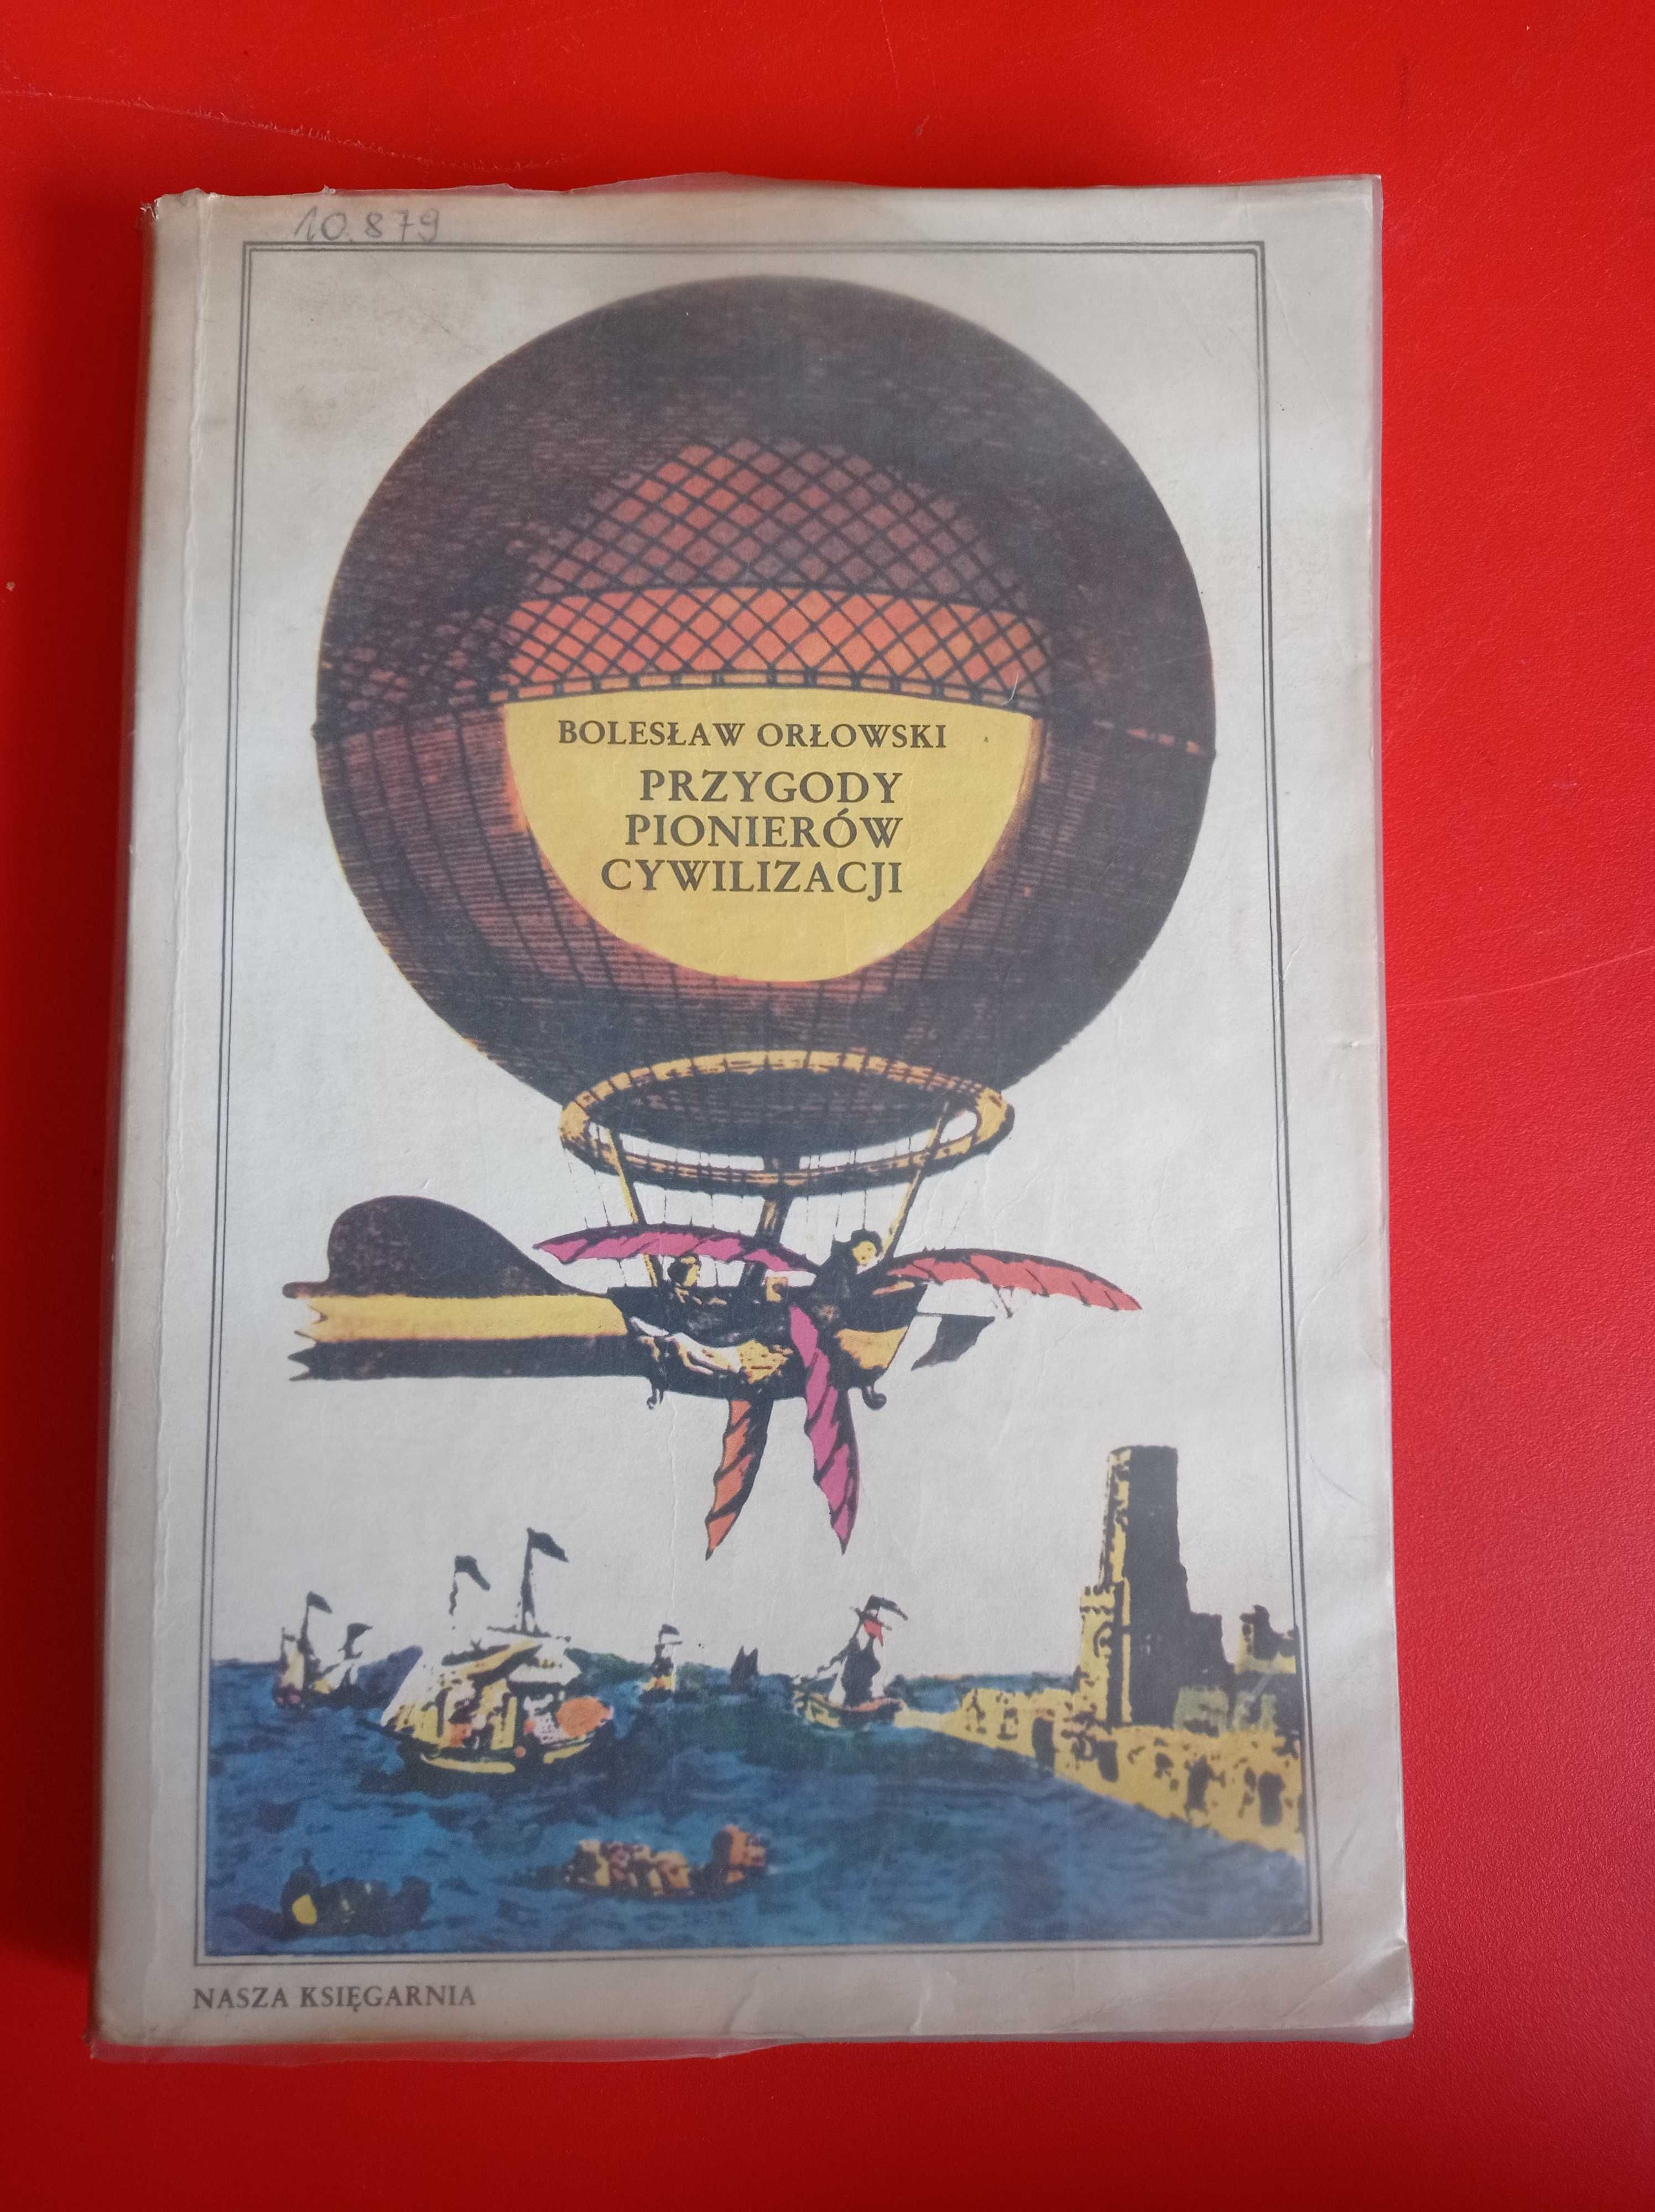 10.879
BOLESŁAW ORŁOWSKI
PRZYGODY
PIONIERÓW
CYWILIZACJI
NASZA KSIĘGARNIA